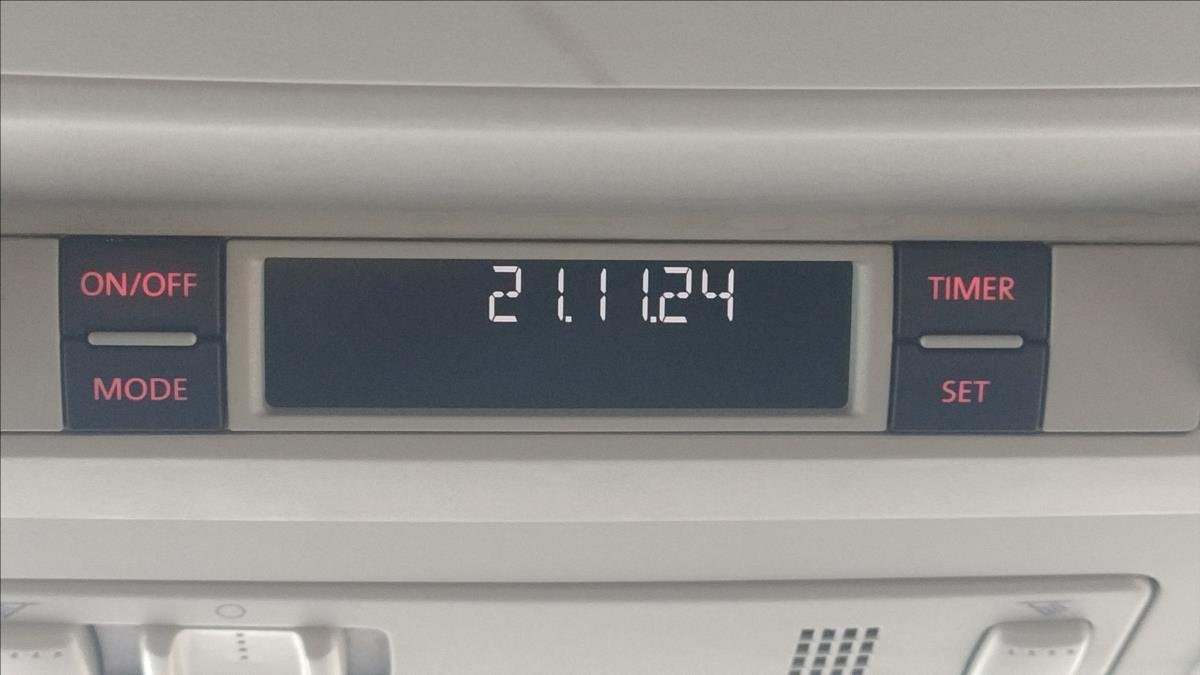 ON/OFF
21.11.24
TIMER
MODE
SET